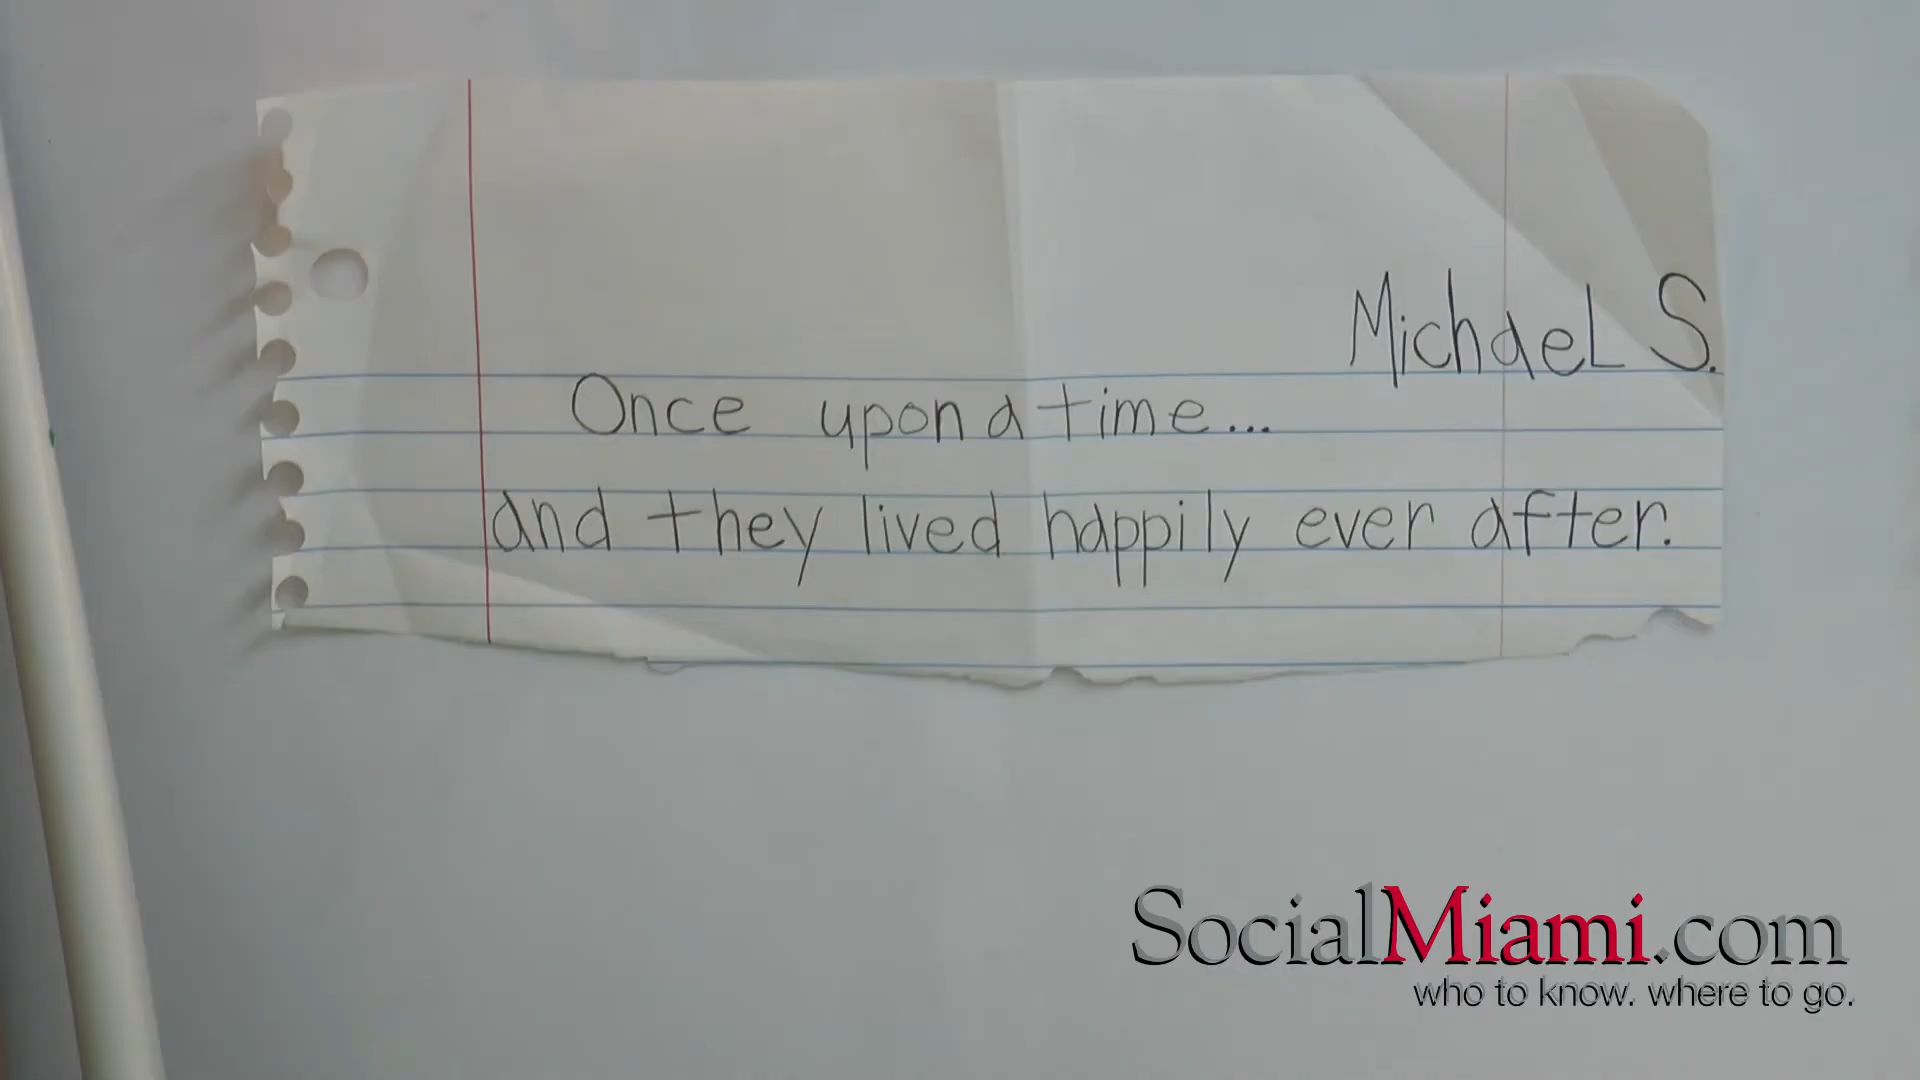 Michael S.
Once upon a time...
and they lived happily ever after.
SocialMiami.com
who to know. where to go.